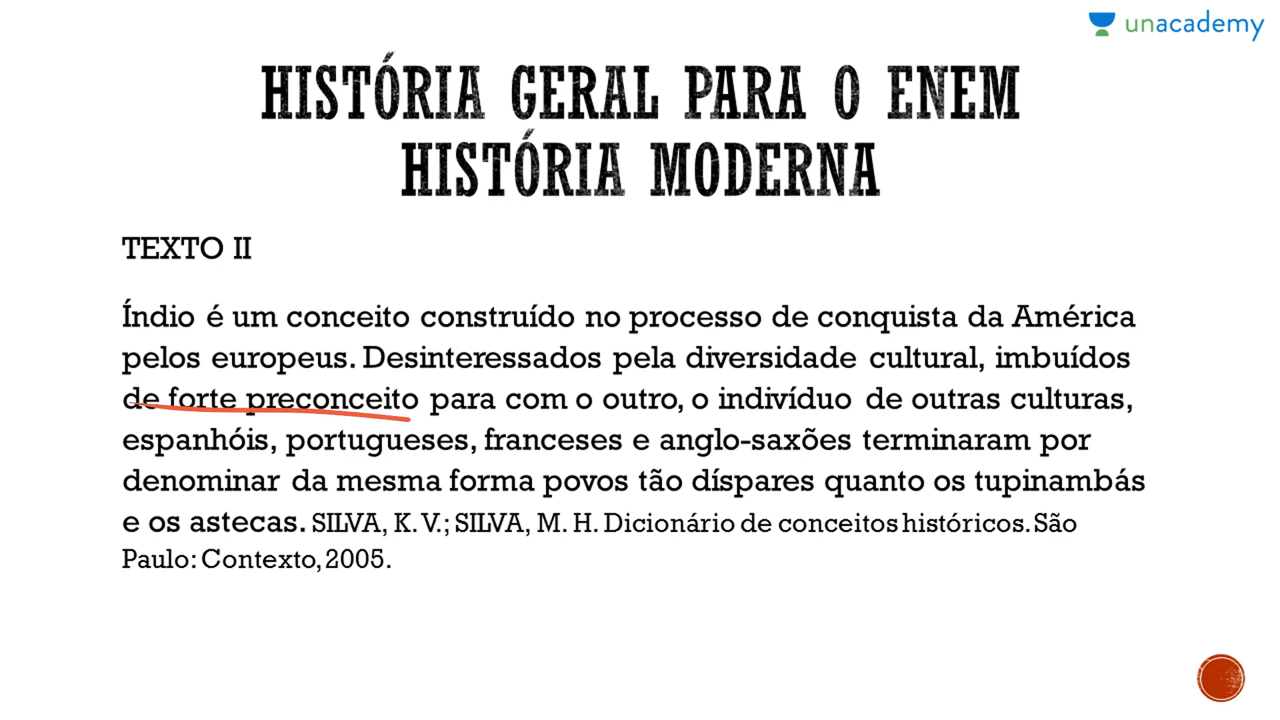 unacademy
HISTÓRIA GERAL PARA O ENEM
HISTÓRIA MODERNA
TEXTO II
Índio é um conceito construído no processo de conquista da América
pelos europeus. Desinteressados pela diversidade cultural, imbuídos
de forte preconceito para com o outro, o indivíduo de outras culturas,
espanhóis, portugueses, franceses e anglo-saxões terminaram por
denominar da mesma forma povos tão díspares quanto os tupinambás
e os astecas. SILVA, K. V.; SILVA, M. H. Dicionário de conceitos históricos. São
Paulo: Contexto, 2005.